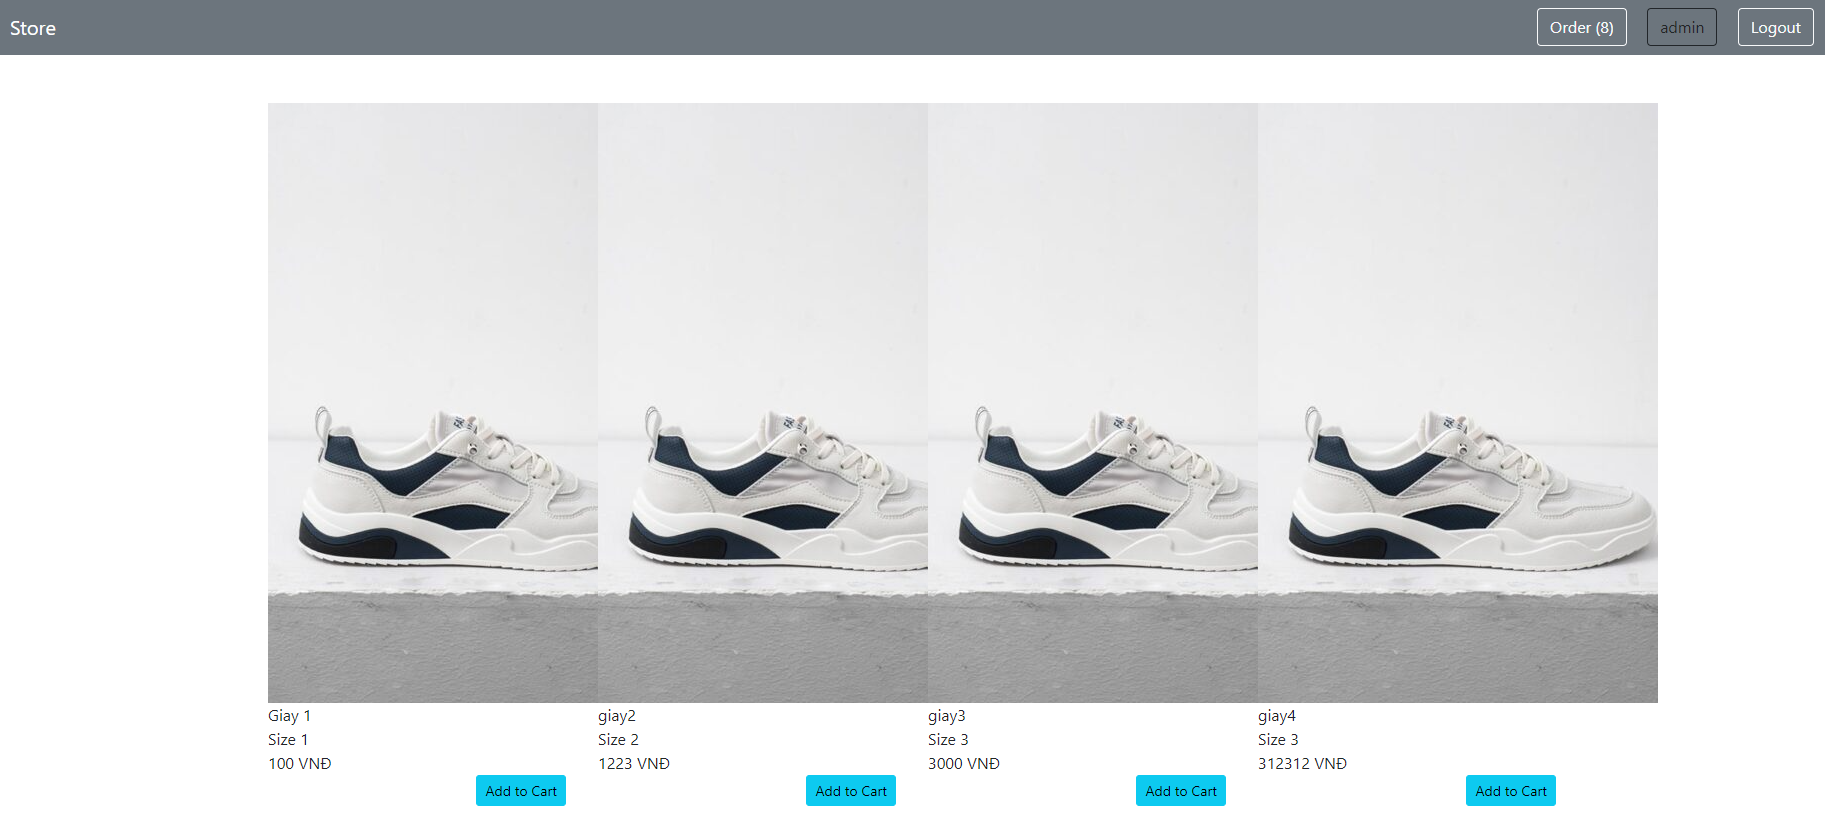 Store
Order (8)
admin
Logout
Giay 1
Size 1
100 VNĐ
Add to Cart
giay2
Size 2
1223 VNĐ
Add to Cart
giay3
Size 3
3000 VNĐ
Add to Cart
giay4
Size 3
312312 VNĐ
Add to Cart